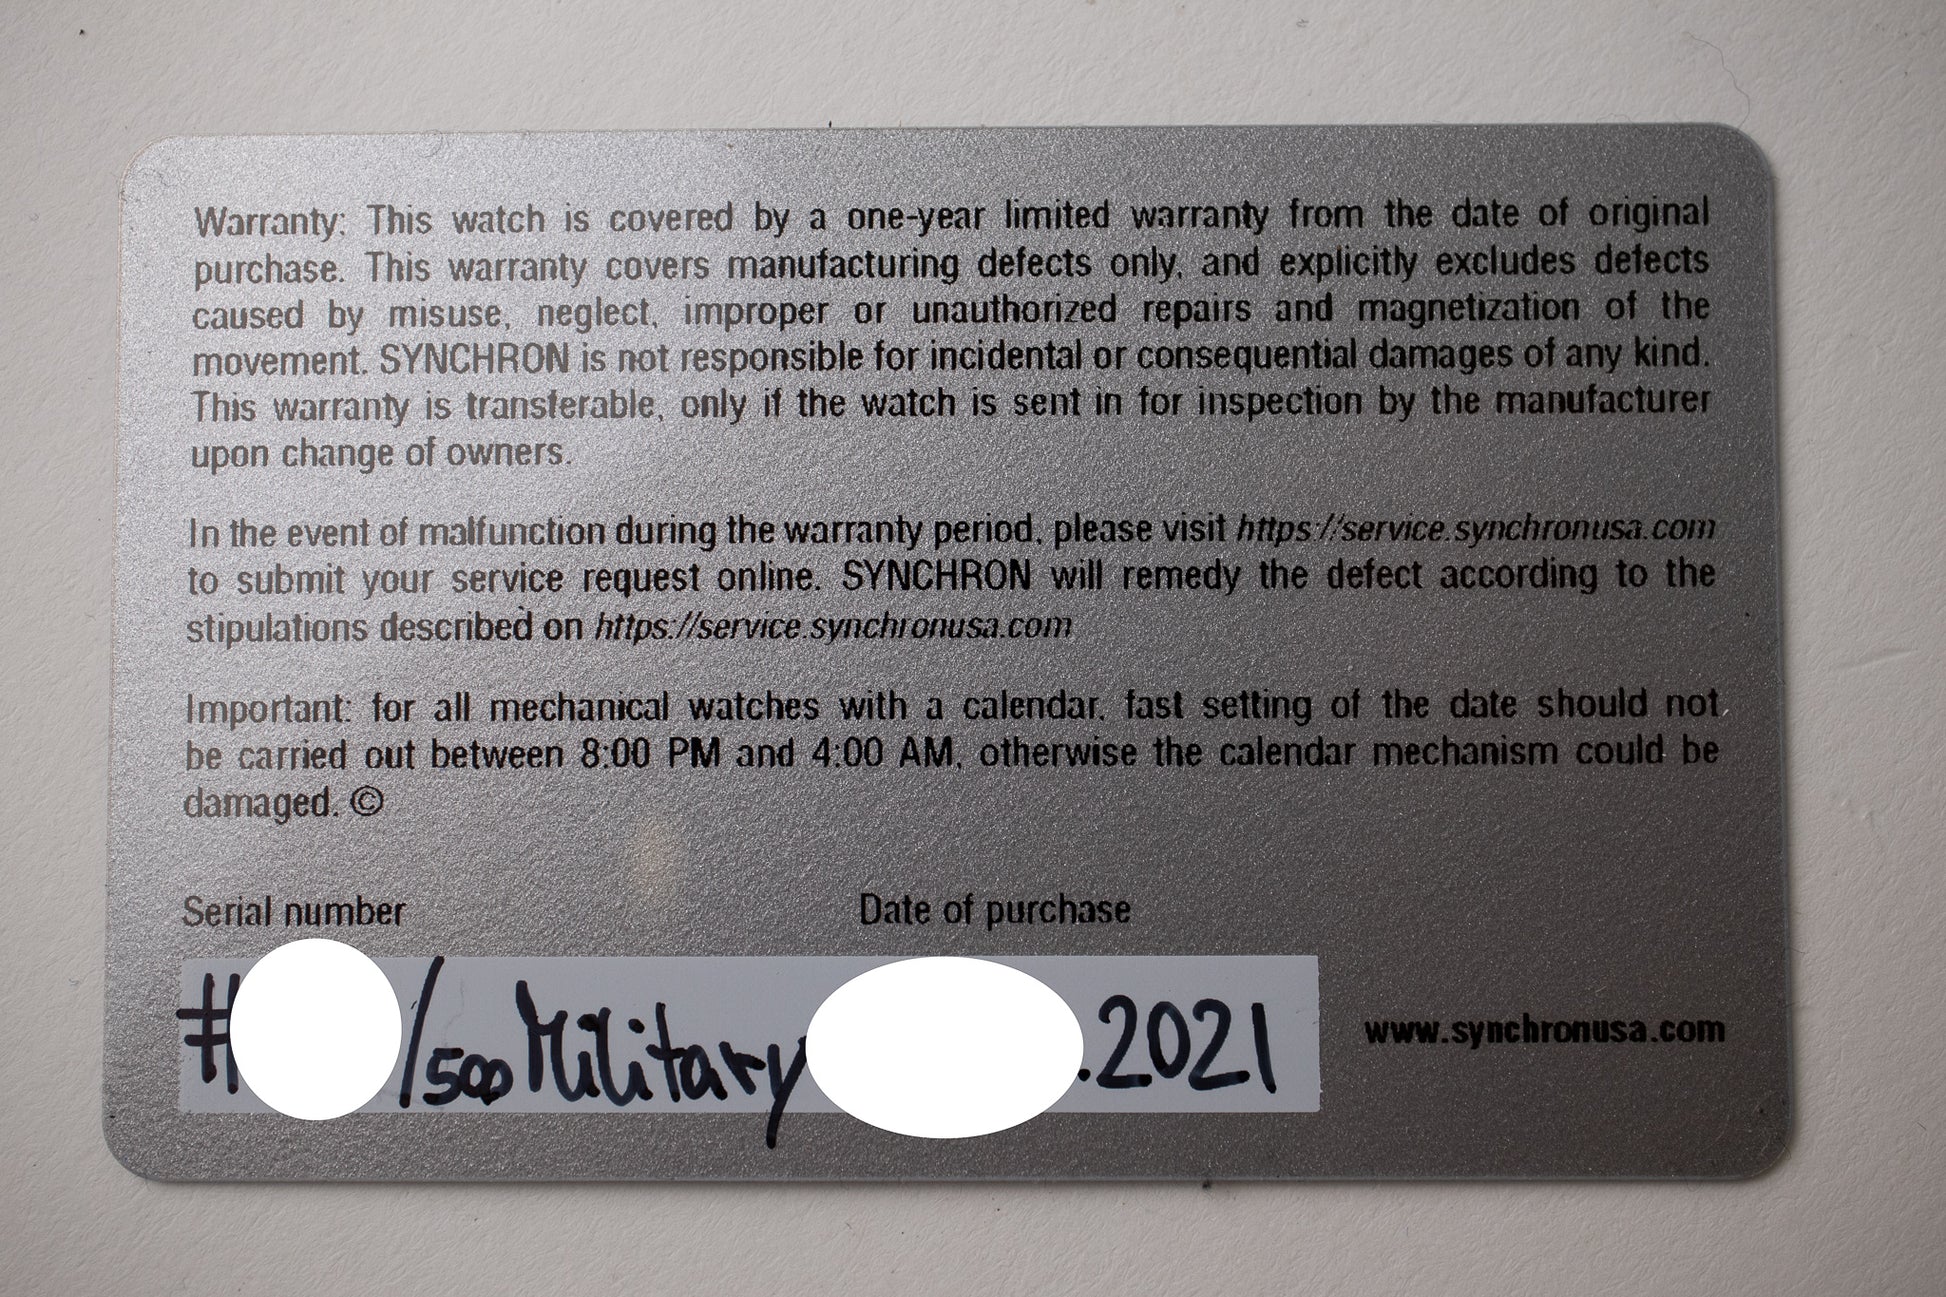 Warranty: This watch is covered by a one-year limited warranty from the date of original
purchase. This warranty covers manufacturing defects only, and explicitly excludes defects
caused by misuse, neglect, improper or unauthorized repairs and magnetization of the
movement. SYNCHRON is not responsible for incidental or consequential damages of any kind.
This warranty is transferable, only if the watch is sent in for inspection by the manufacturer
upon change of owners.
In the event of malfunction during the warranty period, please visit https://service.synchronusa.com
to submit your service request online. SYNCHRON will remedy the defect according to the
stipulations described on https://service.synchronusa.com
Important: for all mechanical watches with a calendar, fast setting of the date should not
be carried out between 8:00 PM and 4:00 AM, otherwise the calendar mechanism could be
damaged. ©
Serial number Date of purchase
# /500 Military .2021
www.synchronusa.com